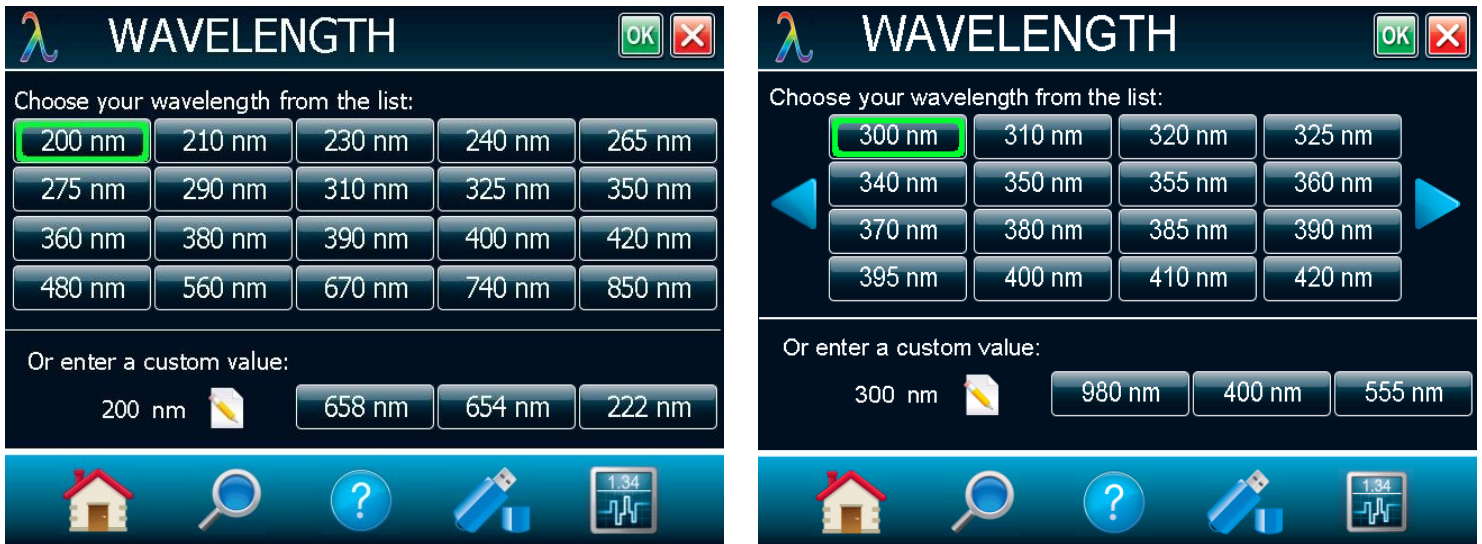 λ WAVELENGTH OK
Choose your wavelength from the list:
200 nm 210 nm 230 nm 240 nm 265 nm
275 nm 290 nm 310 nm 325 nm 350 nm
360 nm 380 nm 390 nm 400 nm 420 nm
480 nm 560 nm 670 nm 740 nm 850 nm
Or enter a custom value:
200 nm 658 nm 654 nm 222 nm
? 1.34
λ WAVELENGTH OK
Choose your wavelength from the list:
300 nm 310 nm 320 nm 325 nm
340 nm 350 nm 355 nm 360 nm
370 nm 380 nm 385 nm 390 nm
395 nm 400 nm 410 nm 420 nm
Or enter a custom value:
300 nm 980 nm 400 nm 555 nm
? 1.34